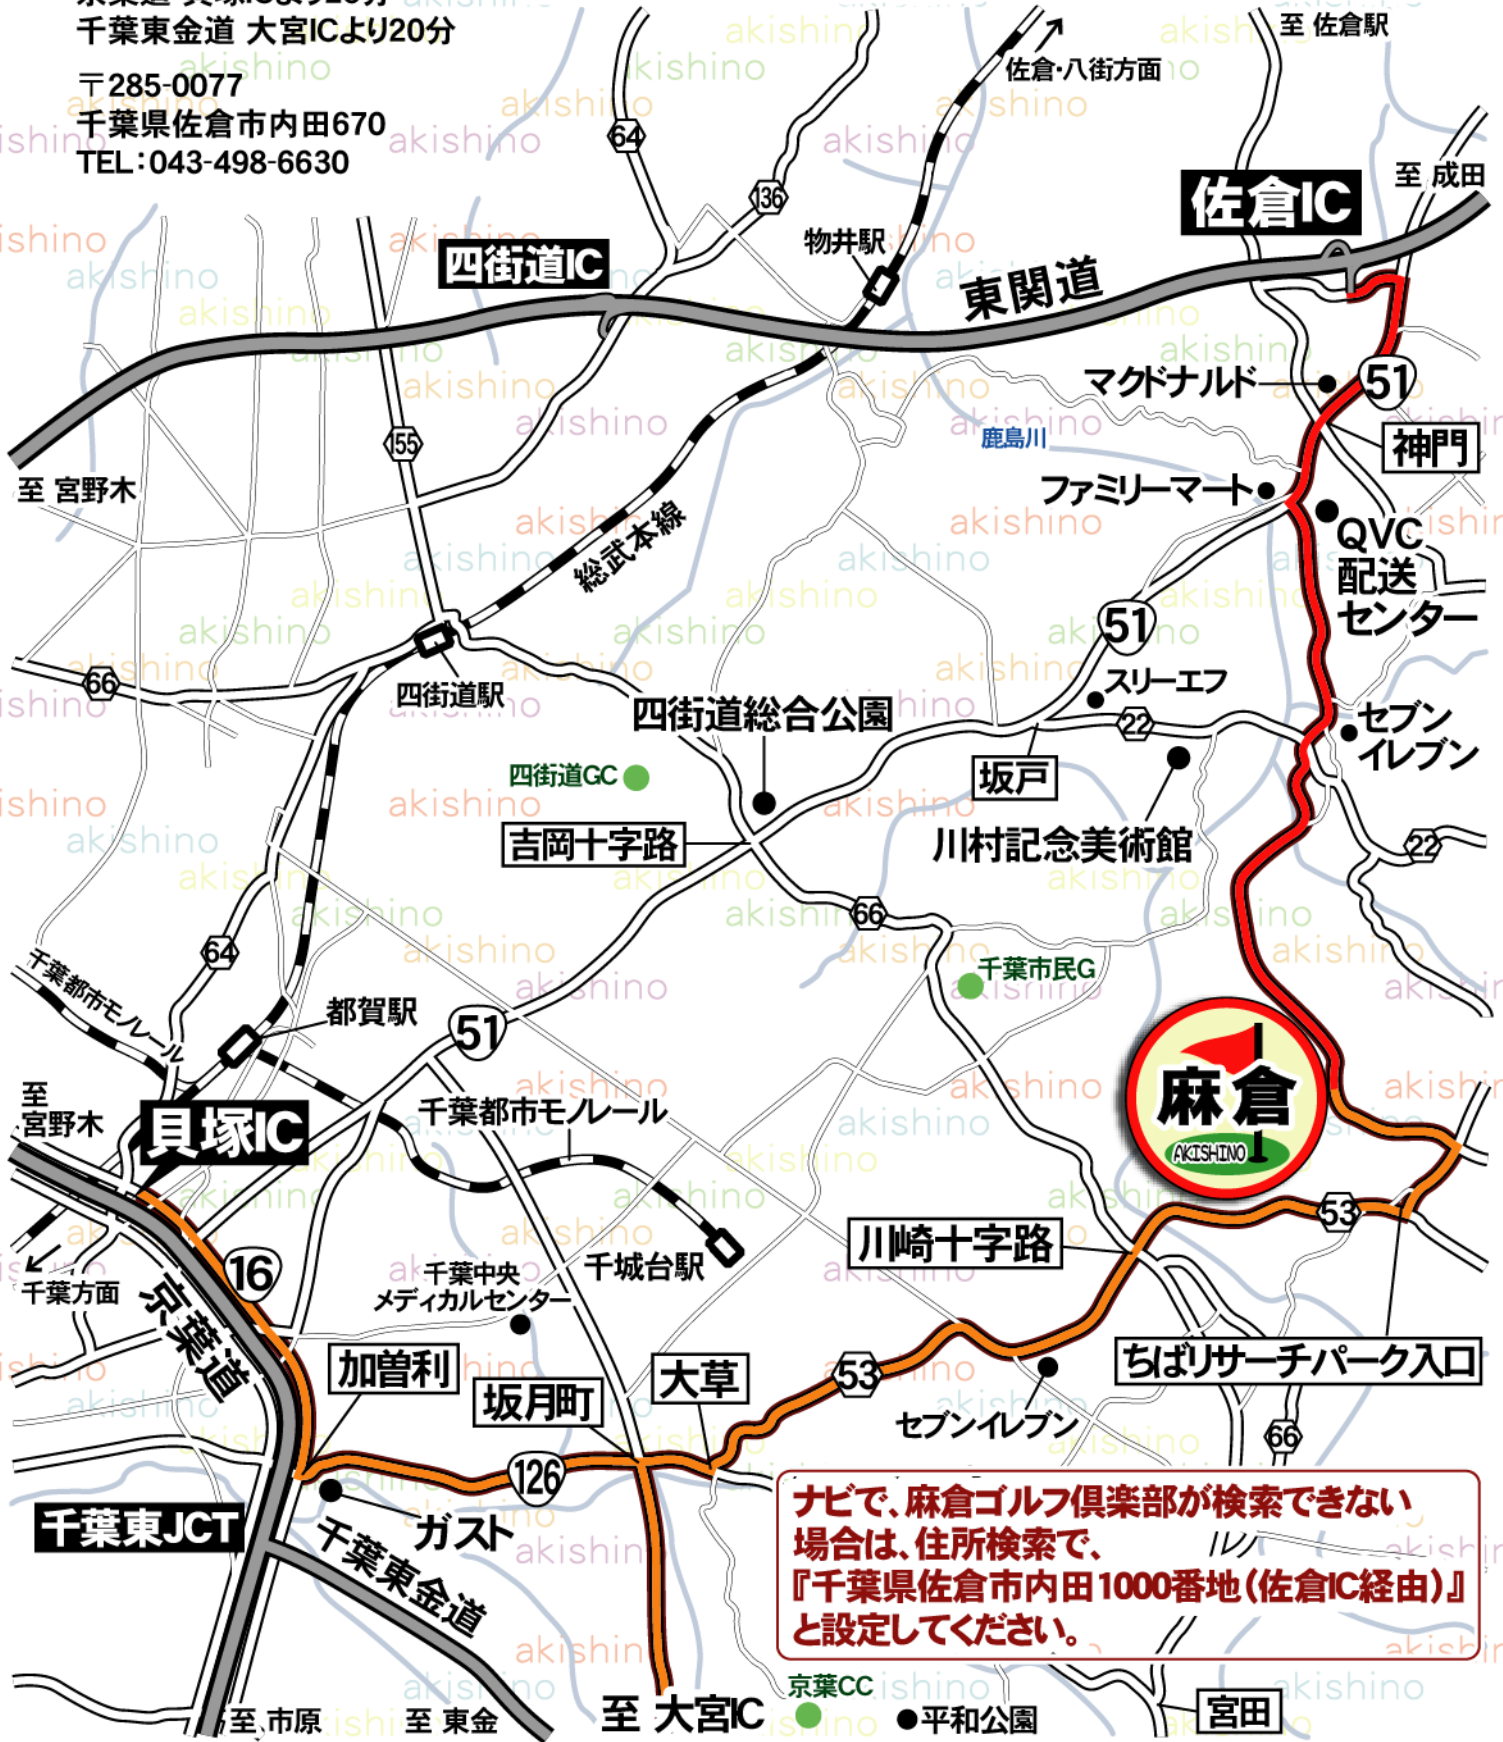 京葉道 貝塚ICより20分
千葉東金道 大宮ICより20分
〒285-0077
千葉県佐倉市内田670
TEL:043-498-6630
至 佐倉駅
佐倉・八街方面
64
136
至 成田
佐倉IC
物井駅
四街道IC
東関道
マクドナルド
51
鹿島川
神門
155
至 宮野木
ファミリーマート
QVC
配送
センター
総武本線
51
66
四街道駅
スリーエフ
四街道総合公園
22
セブン
イレブン
四街道GC
坂戸
吉岡十字路
川村記念美術館
22
66
64
千葉市民G
千葉都市モノレール
都賀駅
51
至
宮野木
貝塚IC
千葉都市モノレール
麻倉
AKISHINO
53
川崎十字路
千城台駅
16
千葉方面
千葉中央
メディカルセンター
京葉道
加曽利
坂月町
大草
53
ちばリサーチパーク入口
セブンイレブン
66
126
千葉東JCT
ガスト
千葉東金道
ナビで、麻倉ゴルフ倶楽部が検索できない
場合は、住所検索で、
『千葉県佐倉市内田1000番地(佐倉IC経由)』
と設定してください。
至 市原
至 東金
至 大宮IC
京葉CC
平和公園
宮田